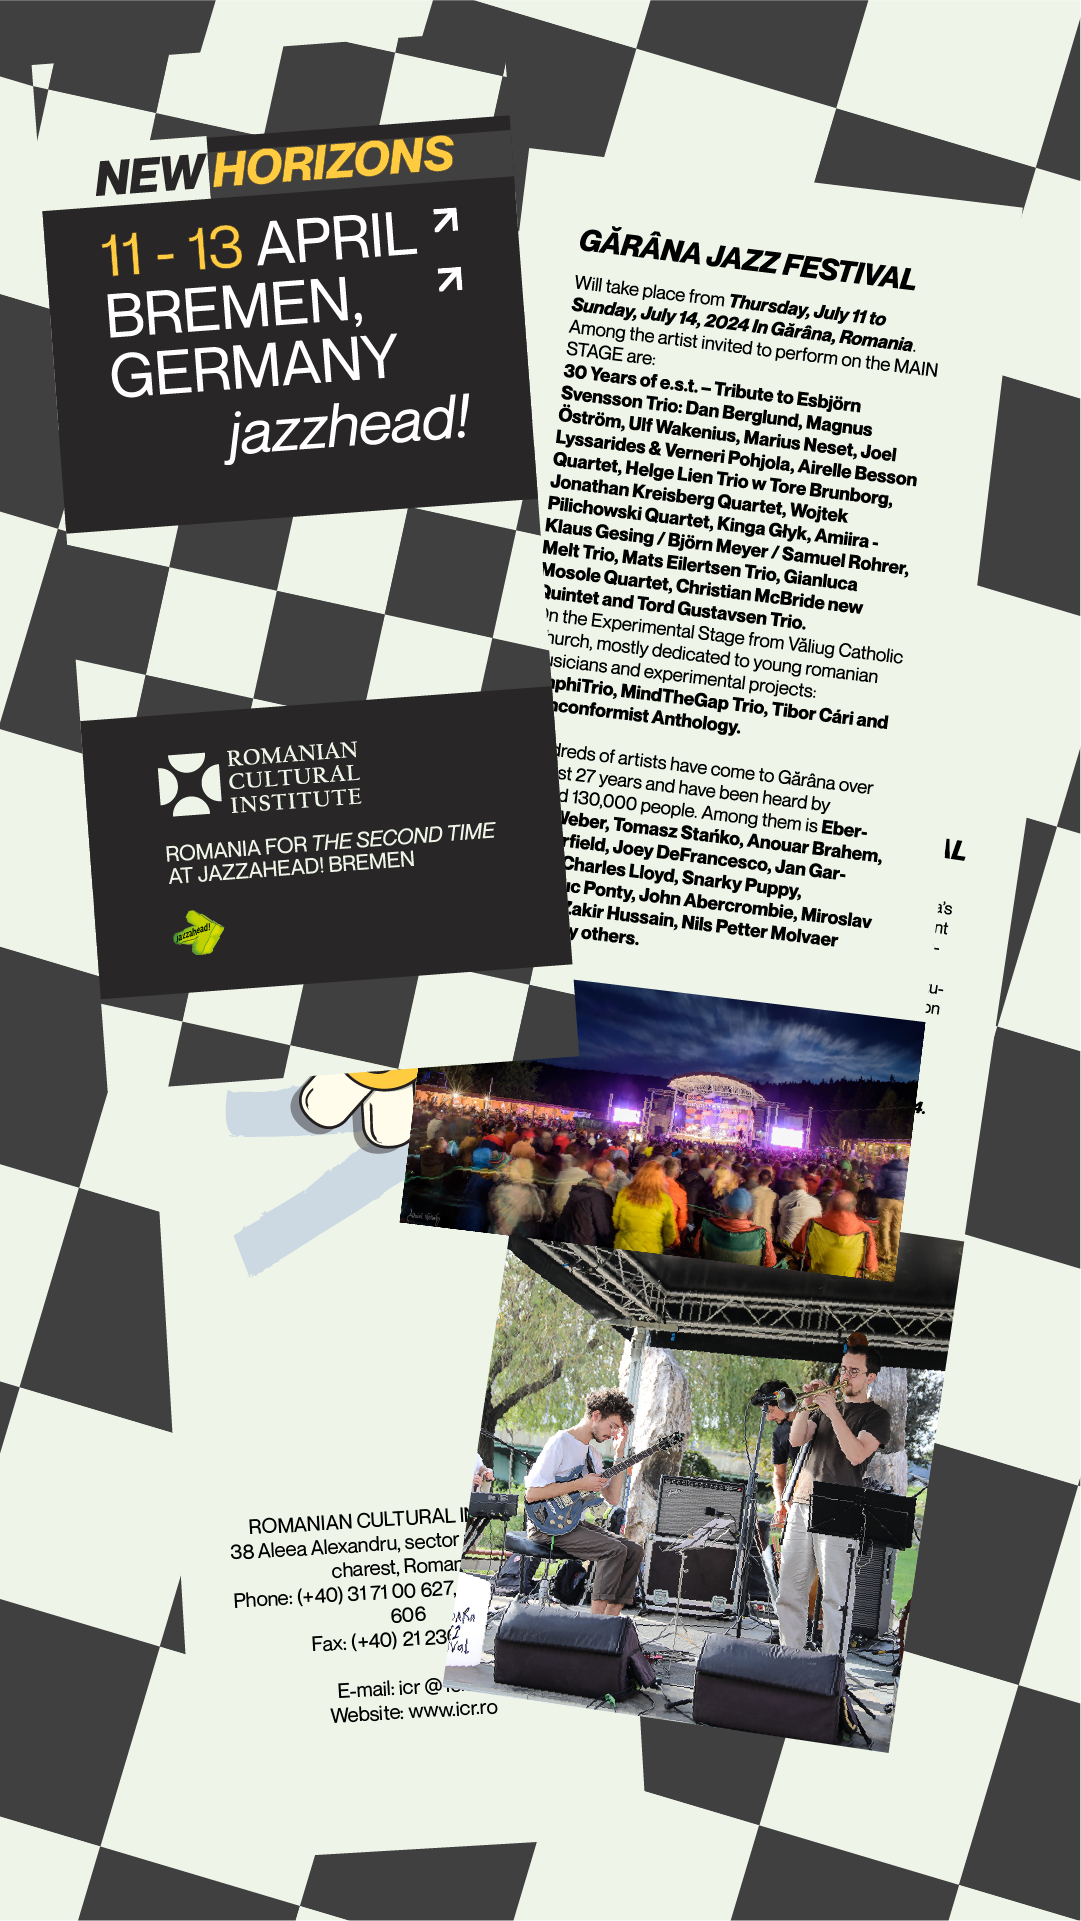 NEW HORIZONS
11 - 13 APRIL
BREMEN,
GERMANY
jazzhead!
ROMANIAN
CULTURAL
INSTITUTE
ROMANIA FOR THE SECOND TIME
AT JAZZAHEAD! BREMEN
jazzahead!
GĂRÂNA JAZZ FESTIVAL
Will take place from Thursday, July 11 to
Sunday, July 14, 2024 In Gărâna, Romania.
Among the artist invited to perform on the MAIN
STAGE are:
30 Years of e.s.t. – Tribute to Esbjörn
Svensson Trio: Dan Berglund, Magnus
Öström, Ulf Wakenius, Marius Neset, Joel
Lyssarides & Verneri Pohjola, Airelle Besson
Quartet, Helge Lien Trio w Tore Brunborg,
Jonathan Kreisberg Quartet, Wojtek
Pilichowski Quartet, Kinga Głyk, Amiira -
Klaus Gesing / Björn Meyer / Samuel Rohrer,
Melt Trio, Mats Eilertsen Trio, Gianluca
Mosole Quartet, Christian McBride new
Quintet and Tord Gustavsen Trio.
On the Experimental Stage from Văliug Catholic
hurch, mostly dedicated to young romanian
usicians and experimental projects:
phiTrio, MindTheGap Trio, Tibor Cári and
nconformist Anthology.
dreds of artists have come to Gărâna over
st 27 years and have been heard by
d 130,000 people. Among them is Eber-
Weber, Tomasz Stańko, Anouar Brahem,
rfield, Joey DeFrancesco, Jan Gar-
Charles Lloyd, Snarky Puppy,
uc Ponty, John Abercrombie, Miroslav
Zakir Hussain, Nils Petter Molvaer
y others.
AL
a's
nt
-
u-
on
4.
ROMANIAN CULTURAL I
38 Aleea Alexandru, sector
charest, Roman
Phone: (+40) 31 71 00 627,
606
Fax: (+40) 21 23
E-mail: icr @
Website: www.icr.ro